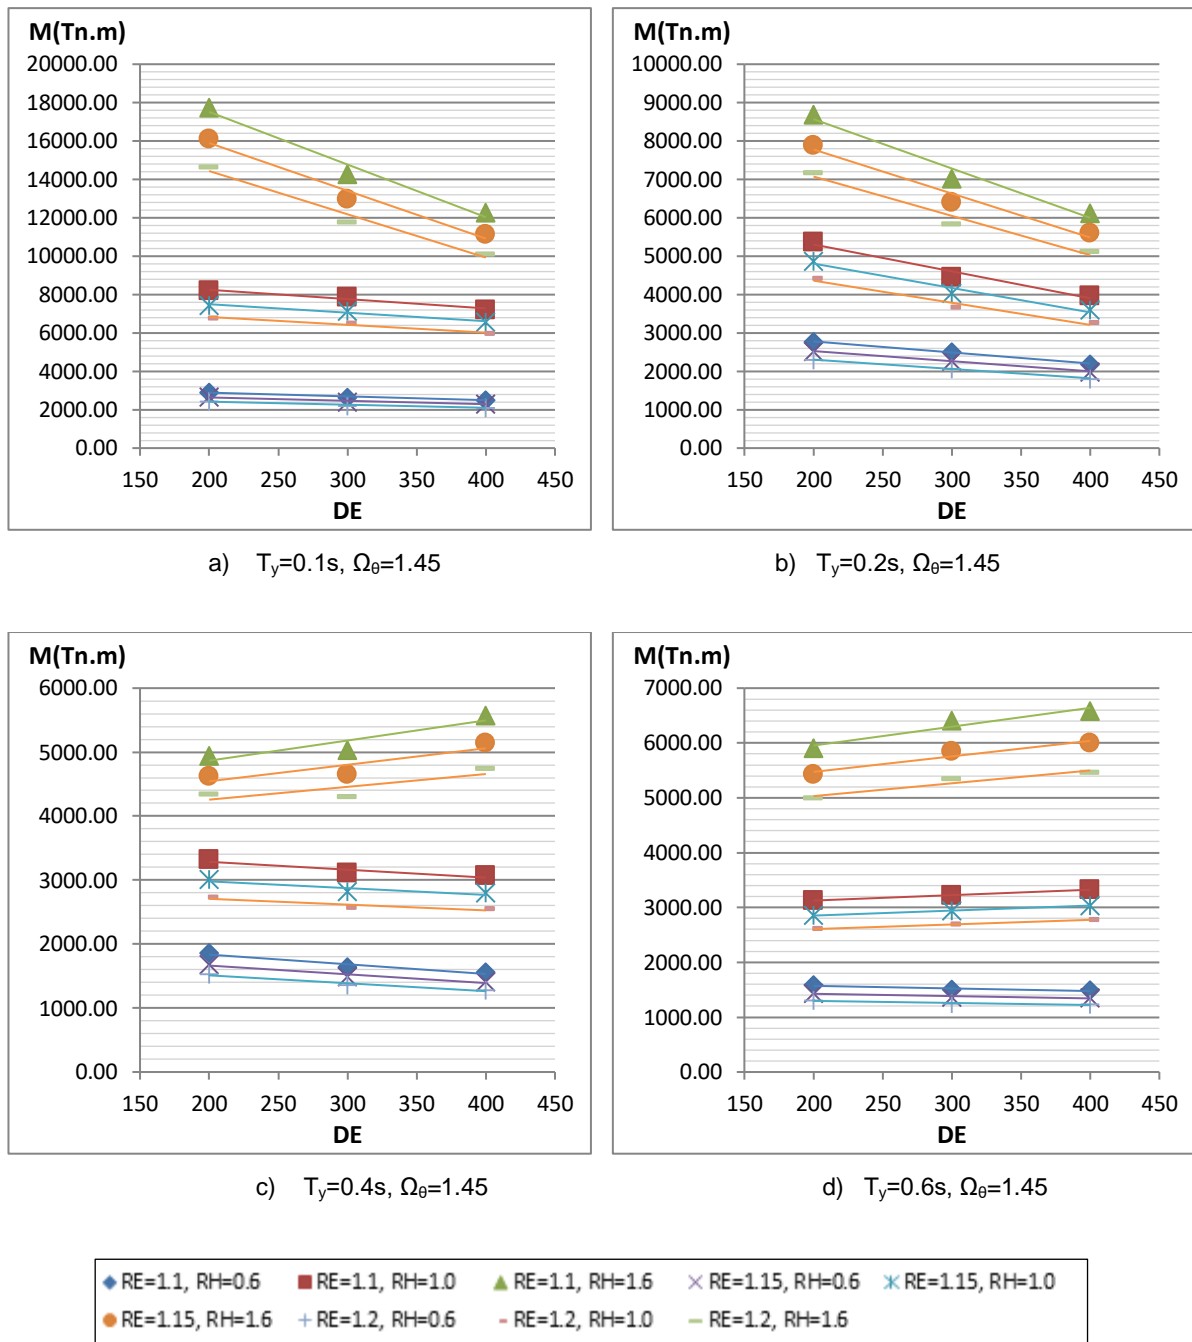 M(Tn.m)
20000.00
18000.00
16000.00
14000.00
12000.00
10000.00
8000.00
6000.00
4000.00
2000.00
0.00
150 200 250 300 350 400 450
DE
a) Ty=0.1s, Ωθ=1.45
M(Tn.m)
10000.00
9000.00
8000.00
7000.00
6000.00
5000.00
4000.00
3000.00
2000.00
1000.00
0.00
150 200 250 300 350 400 450
DE
b) Ty=0.2s, Ωθ=1.45
M(Tn.m)
6000.00
5000.00
4000.00
3000.00
2000.00
1000.00
0.00
150 200 250 300 350 400 450
DE
c) Ty=0.4s, Ωθ=1.45
M(Tn.m)
7000.00
6000.00
5000.00
4000.00
3000.00
2000.00
1000.00
0.00
150 200 250 300 350 400 450
DE
d) Ty=0.6s, Ωθ=1.45
RE=1.1, RH=0.6 RE=1.1, RH=1.0 RE=1.1, RH=1.6 RE=1.15, RH=0.6 RE=1.15, RH=1.0
RE=1.15, RH=1.6 RE=1.2, RH=0.6 RE=1.2, RH=1.0 RE=1.2, RH=1.6